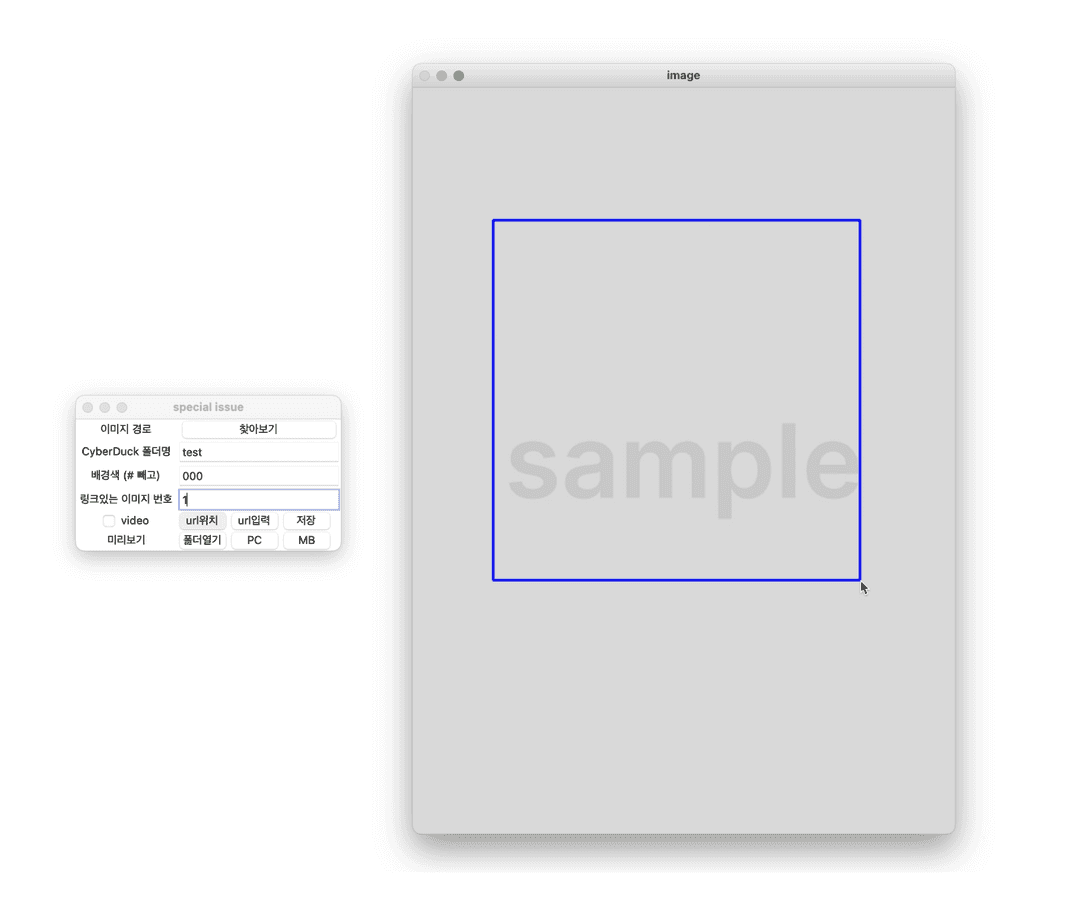 special issue
이미지 경로 찾아보기
CyberDuck 폴더명 test
배경색 (# 빼고) 000
링크있는 이미지 번호 1
video url위치 url입력 저장
미리보기 폴더열기 PC MB
image
sample